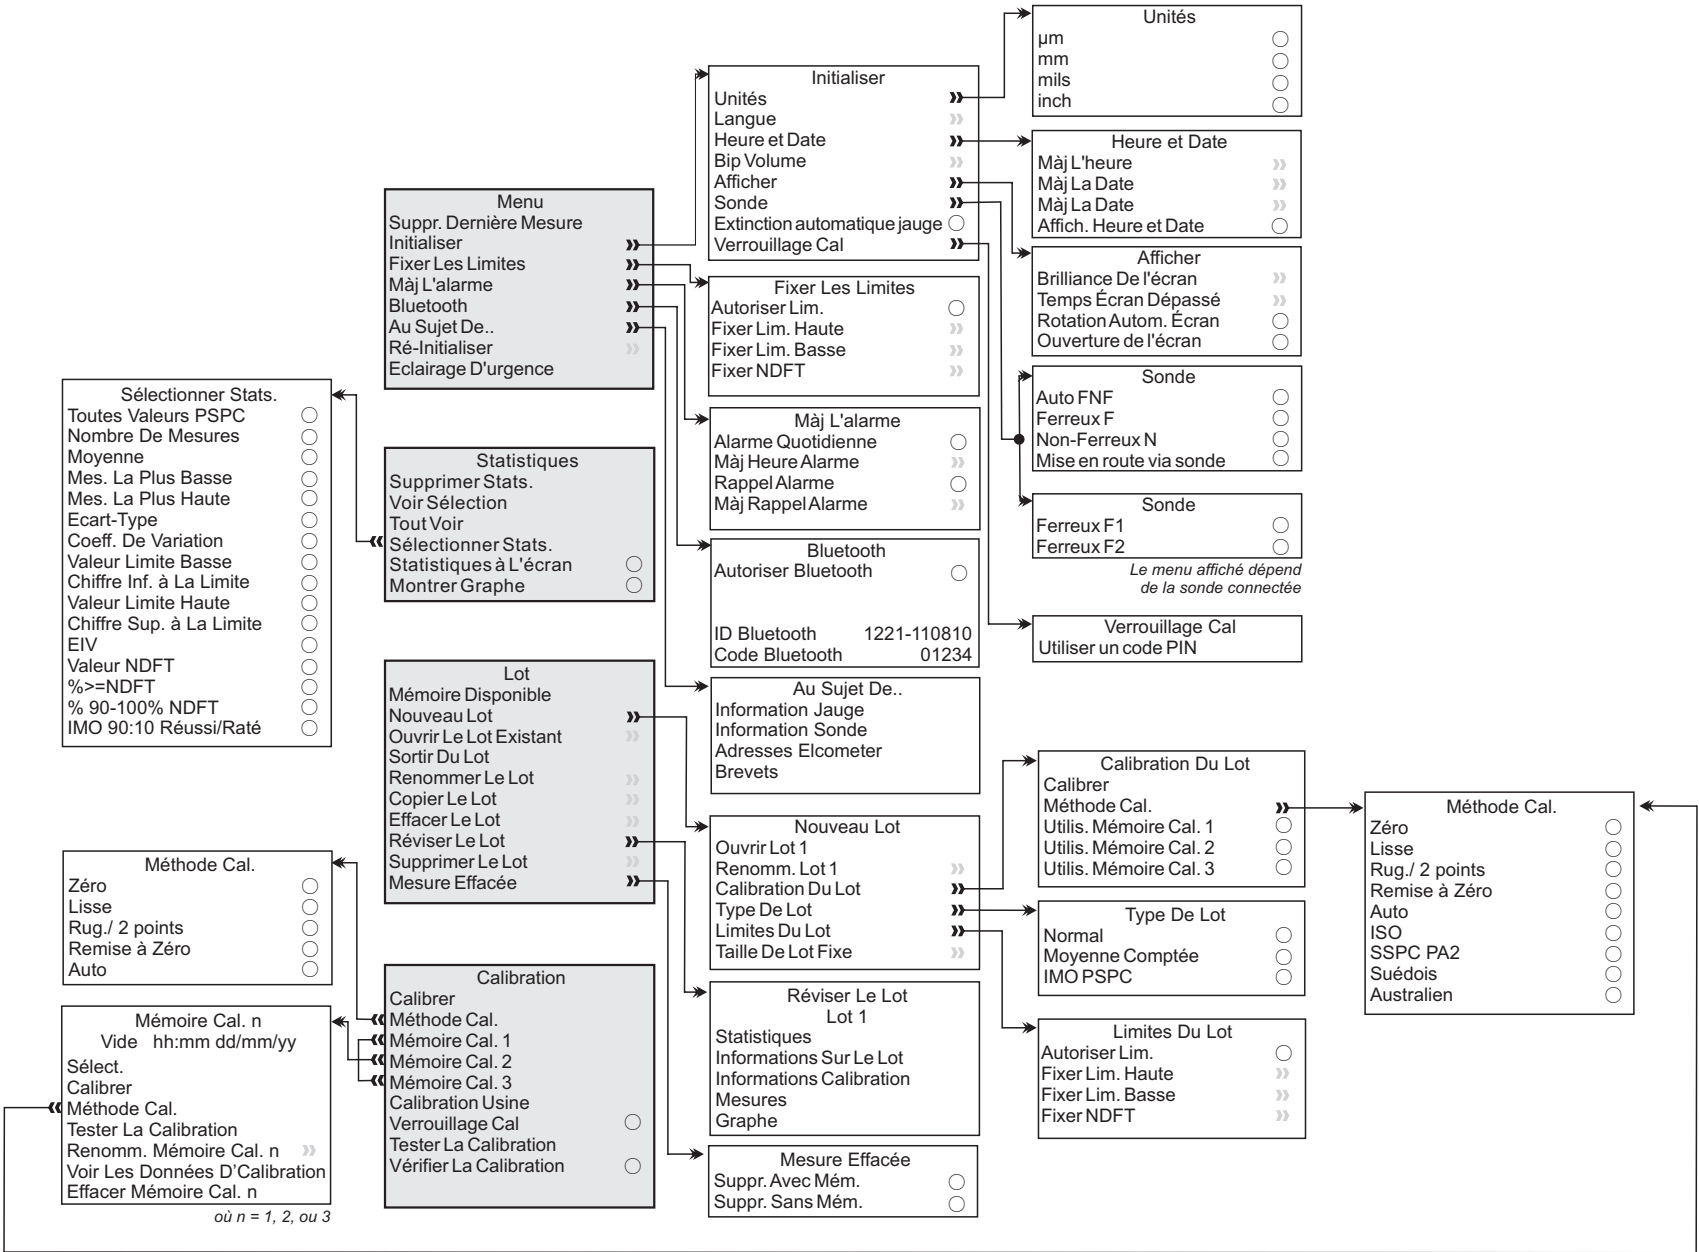 Unités
µm
mm
mils
inch
Initialiser
Unités
Langue
Heure et Date
Bip Volume
Afficher
Sonde
Extinction automatique jauge
Verrouillage Cal
Heure et Date
Màj L'heure
Màj La Date
Màj La Date
Affich. Heure et Date
Menu
Suppr. Dernière Mesure
Initialiser
Fixer Les Limites
Màj L'alarme
Bluetooth
Au Sujet De..
Ré-Initialiser
Eclairage D'urgence
Afficher
Brilliance De l'écran
Temps Écran Dépassé
Rotation Autom. Écran
Ouverture de l'écran
Fixer Les Limites
Autoriser Lim.
Fixer Lim. Haute
Fixer Lim. Basse
Fixer NDFT
Sonde
Auto FNF
Ferreux F
Non-Ferreux N
Mise en route via sonde
Sélectionner Stats.
Toutes Valeurs PSPC
Nombre De Mesures
Moyenne
Mes. La Plus Basse
Mes. La Plus Haute
Ecart-Type
Coeff. De Variation
Valeur Limite Basse
Chiffre Inf. à La Limite
Valeur Limite Haute
Chiffre Sup. à La Limite
EIV
Valeur NDFT
%>=NDFT
% 90-100% NDFT
IMO 90:10 Réussi/Raté
Màj L'alarme
Alarme Quotidienne
Màj Heure Alarme
Rappel Alarme
Màj Rappel Alarme
Statistiques
Supprimer Stats.
Voir Sélection
Tout Voir
Sélectionner Stats.
Statistiques à L'écran
Montrer Graphe
Sonde
Ferreux F1
Ferreux F2
Le menu affiché dépend
de la sonde connectée
Bluetooth
Autoriser Bluetooth
ID Bluetooth 1221-110810
Code Bluetooth 01234
Verrouillage Cal
Utiliser un code PIN
Lot
Mémoire Disponible
Nouveau Lot
Ouvrir Le Lot Existant
Sortir Du Lot
Renommer Le Lot
Copier Le Lot
Effacer Le Lot
Réviser Le Lot
Supprimer Le Lot
Mesure Effacée
Au Sujet De..
Information Jauge
Information Sonde
Adresses Elcometer
Brevets
Calibration Du Lot
Calibrer
Méthode Cal.
Utilis. Mémoire Cal. 1
Utilis. Mémoire Cal. 2
Utilis. Mémoire Cal. 3
Méthode Cal.
Zéro
Lisse
Rug./ 2 points
Remise à Zéro
Auto
ISO
SSPC PA2
Suédois
Australien
Nouveau Lot
Ouvrir Lot 1
Renomm. Lot 1
Calibration Du Lot
Type De Lot
Limites Du Lot
Taille De Lot Fixe
Méthode Cal.
Zéro
Lisse
Rug./ 2 points
Remise à Zéro
Auto
Type De Lot
Normal
Moyenne Comptée
IMO PSPC
Calibration
Calibrer
Méthode Cal.
Mémoire Cal. 1
Mémoire Cal. 2
Mémoire Cal. 3
Calibration Usine
Verrouillage Cal
Tester La Calibration
Vérifier La Calibration
Réviser Le Lot
Lot 1
Statistiques
Informations Sur Le Lot
Informations Calibration
Mesures
Graphe
Mémoire Cal. n
Vide hh:mm dd/mm/yy
Sélect.
Calibrer
Méthode Cal.
Tester La Calibration
Renomm. Mémoire Cal. n
Voir Les Données D'Calibration
Effacer Mémoire Cal. n
où n = 1, 2, ou 3
Limites Du Lot
Autoriser Lim.
Fixer Lim. Haute
Fixer Lim. Basse
Fixer NDFT
Mesure Effacée
Suppr. Avec Mém.
Suppr. Sans Mém.